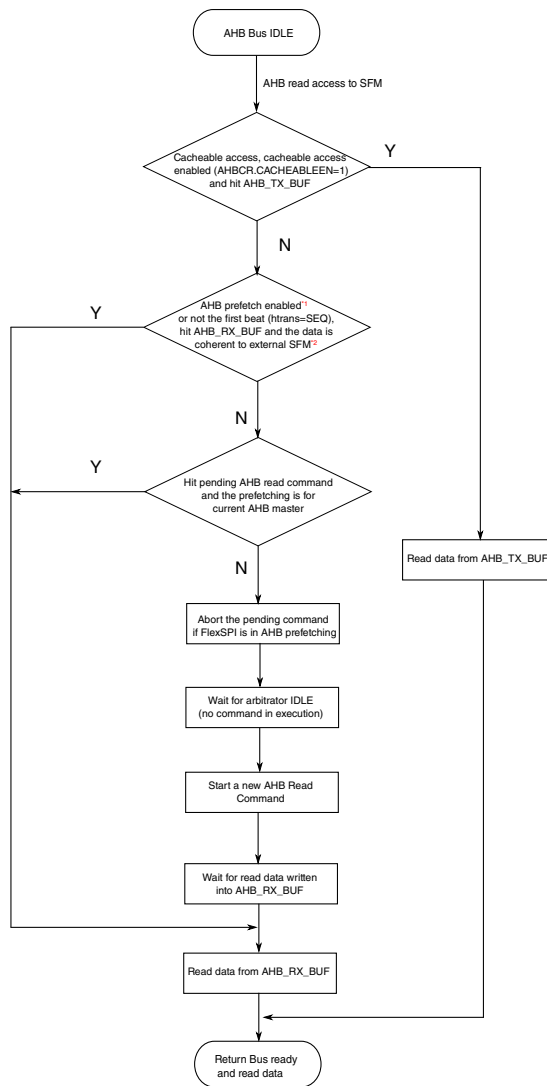 AHB Bus IDLE
AHB read access to SFM
Cacheable access, cacheable access
enabled (AHBCR.CACHEABLEEN=1)
and hit AHB_TX_BUF
Y
N
AHB prefetch enabled*1
or not the first beat (htrans=SEQ),
hit AHB_RX_BUF and the data is
coherent to external SFM*2
Y
N
Hit pending AHB read command
and the prefetching is for
current AHB master
Y
N
Read data from AHB_TX_BUF
Abort the pending command
if FlexSPI is in AHB prefetching
Wait for arbitrator IDLE
(no command in execution)
Start a new AHB Read
Command
Wait for read data written
into AHB_RX_BUF
Read data from AHB_RX_BUF
Return Bus ready
and read data